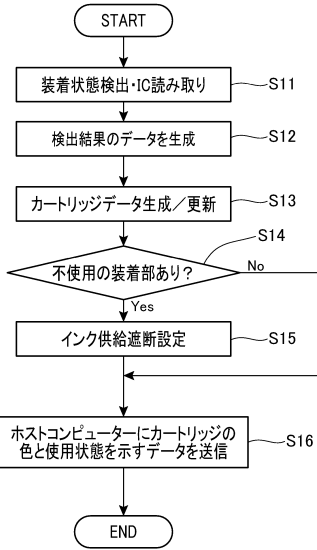 START
装着状態検出・IC読み取り
S11
検出結果のデータを生成
S12
カートリッジデータ生成／更新
S13
S14
不使用の装着部あり？
No
Yes
インク供給遮断設定
S15
ホストコンピューターにカートリッジの
色と使用状態を示すデータを送信
S16
END